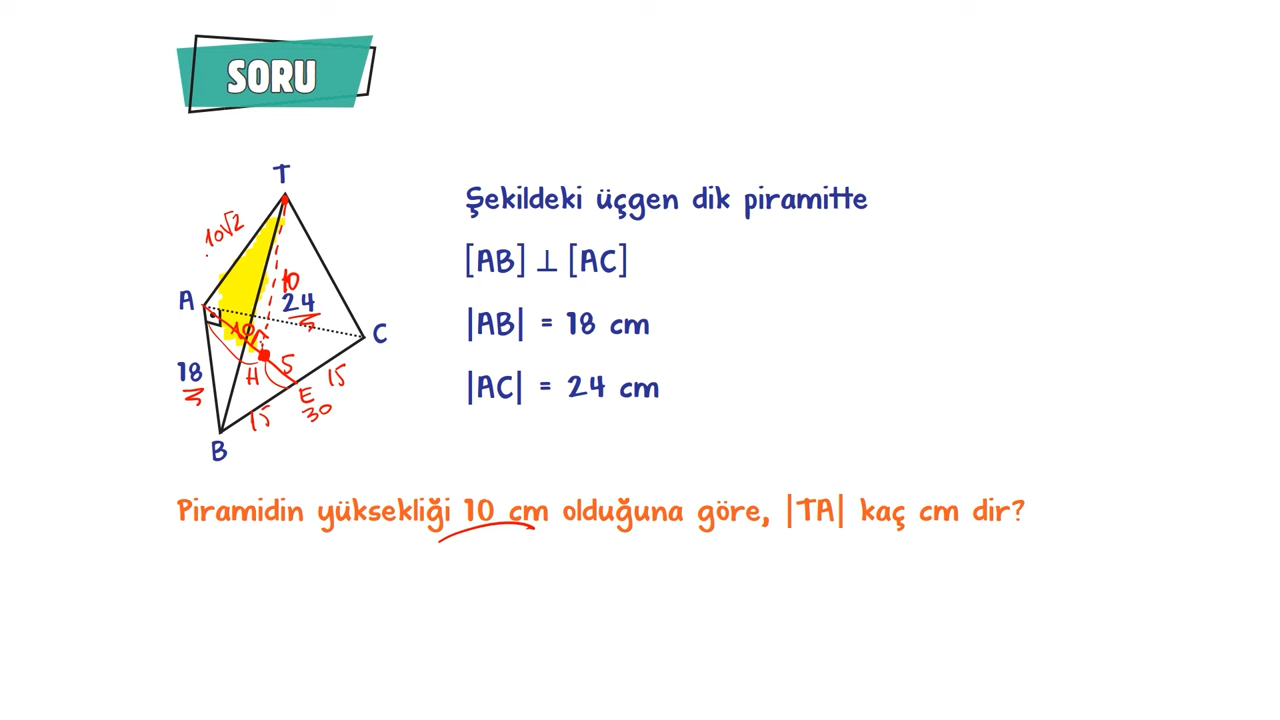 SORU
T
10√2
A
10
24
10
C
18
H
5
15
E
30
15
B
Şekildeki üçgen dik piramitte
[AB] ⊥ [AC]
|AB| = 18 cm
|AC| = 24 cm
Piramidin yüksekliği 10 cm olduğuna göre, |TA| kaç cm dir?